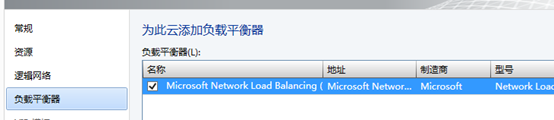 常规
资源
逻辑网络
负载平衡器
为此云添加负载平衡器
负载平衡器(L):
名称 地址 制造商 型号
Microsoft Network Load Balancing ( Microsoft Networ... Microsoft Network Load